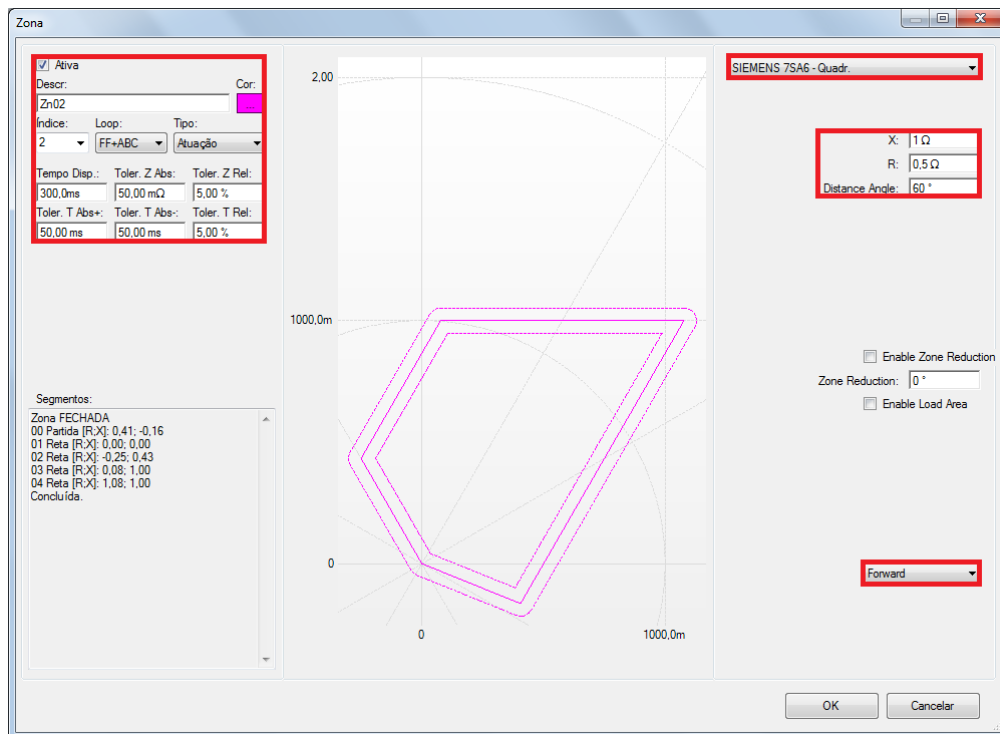 Zona
Ativa
Descr: Cor:
Zn02 ...
Índice: Loop: Tipo:
2 FF+ABC Atuação
Tempo Disp.: Toler. Z Abs: Toler. Z Rel:
300,0ms 50,00 mΩ 5,00 %
Toler. T Abs+: Toler. T Abs-: Toler. T Rel:
50,00 ms 50,00 ms 5,00 %
Segmentos:
Zona FECHADA
00 Partida [R;X]: 0,41; -0,16
01 Reta [R;X]: 0,00; 0,00
02 Reta [R;X]: -0,25; 0,43
03 Reta [R;X]: 0,08; 1,00
04 Reta [R;X]: 1,08; 1,00
Concluída.
2,00
1000,0m
0
0 1000,0m
SIEMENS 7SA6 - Quadr.
X: 1 Ω
R: 0,5 Ω
Distance Angle: 60 °
Enable Zone Reduction
Zone Reduction: 0 °
Enable Load Area
Forward
OK Cancelar